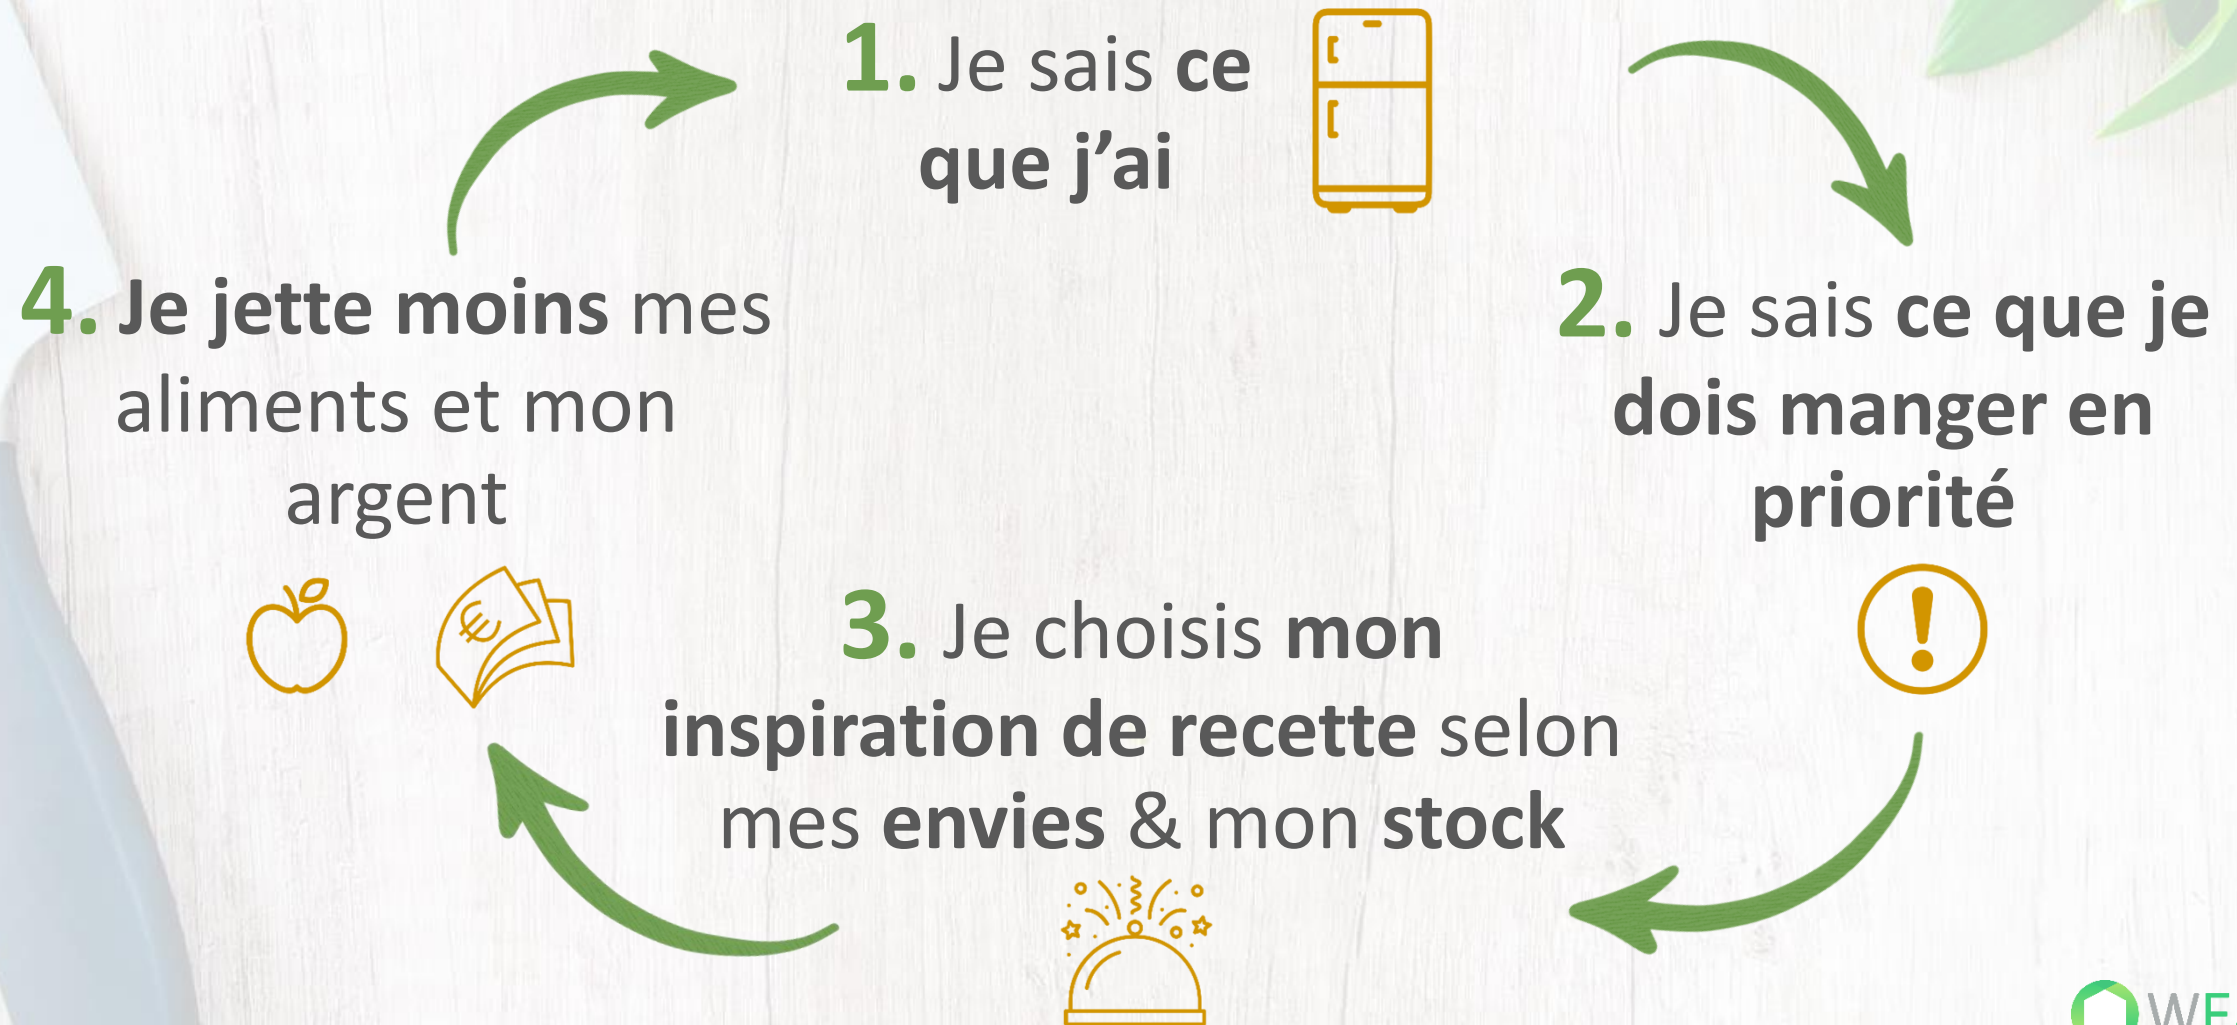 1. Je sais ce
que j’ai
2. Je sais ce que je
dois manger en
priorité
3. Je choisis mon
inspiration de recette selon
mes envies & mon stock
4. Je jette moins mes
aliments et mon
argent
€